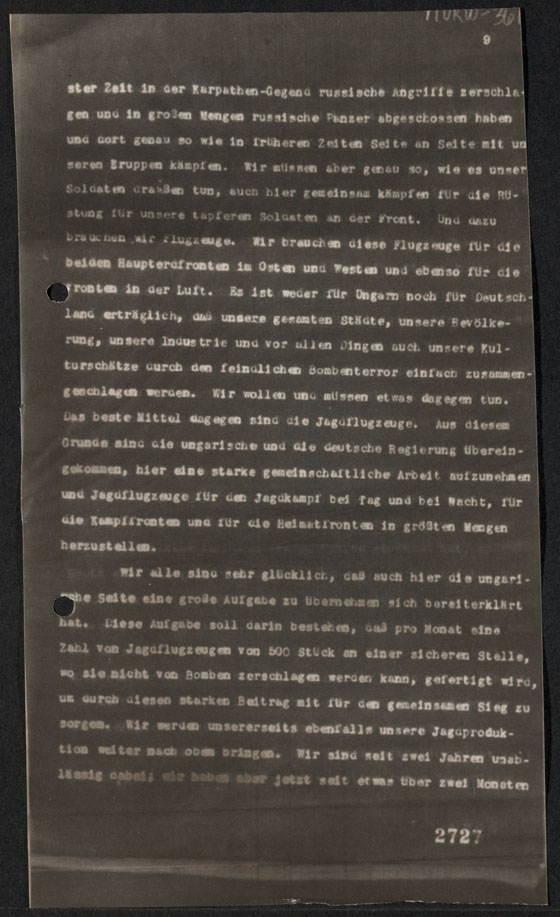 NOKW-36
9
ster Zeit in der Karpathen-Gegend russische Angriffe zerschla-
gen und in großen Mengen russische Panzer abgeschossen haben
und dort genau so wie in früheren Zeiten Seite an Seite mit un
seren Truppen kämpfen. Wir müssen aber genau so, wie es unser
Soldaten draußen tun, auch hier gemeinsam kämpfen für die Rü-
stung für unsere tapferen Soldaten an der Front. Und dazu
brauchen wir Flugzeuge. Wir brauchen diese Flugzeuge für die
beiden Haupterdfronten im Osten und Westen und ebenso für die
Fronten in der Luft. Es ist weder für Ungarn noch für Deutsch-
land erträglich, daß unsere gesamten Städte, unsere Bevölke-
rung, unsere Industrie und vor allen Dingen auch unsere Kul-
turschätze durch den feindlichen Bombenterror einfach zusammen-
geschlagen werden. Wir wollen und müssen etwas dagegen tun.
Das beste Mittel dagegen sind die Jagdflugzeuge. Aus diesem
Grunde sind die ungarische und die deutsche Regierung überein-
gekommen, hier eine starke gemeinschaftliche Arbeit aufzunehmen
und Jagdflugzeuge für den Jagdkampf bei Tag und bei Nacht, für
die Kampffronten und für die Heimatfronten in größten Mengen
herzustellen.
Wir alle sind sehr glücklich, daß auch hier die ungari-
sche Seite eine große Aufgabe zu übernehmen sich bereiterklärt
hat. Diese Aufgabe soll darin bestehen, daß pro Monat eine
Zahl von Jagdflugzeugen von 500 Stück an einer sicheren Stelle,
wo sie nicht von Bomben zerschlagen werden kann, gefertigt wird,
um durch diesen starken Beitrag mit für den gemeinsamen Sieg zu
sorgen. Wir werden unsererseits ebenfalls unsere Jagdproduk-
tion weiter nach oben bringen. Wir sind seit zwei Jahren unab-
lässig dabei; wir haben aber jetzt seit etwas über zwei Monaten
2727